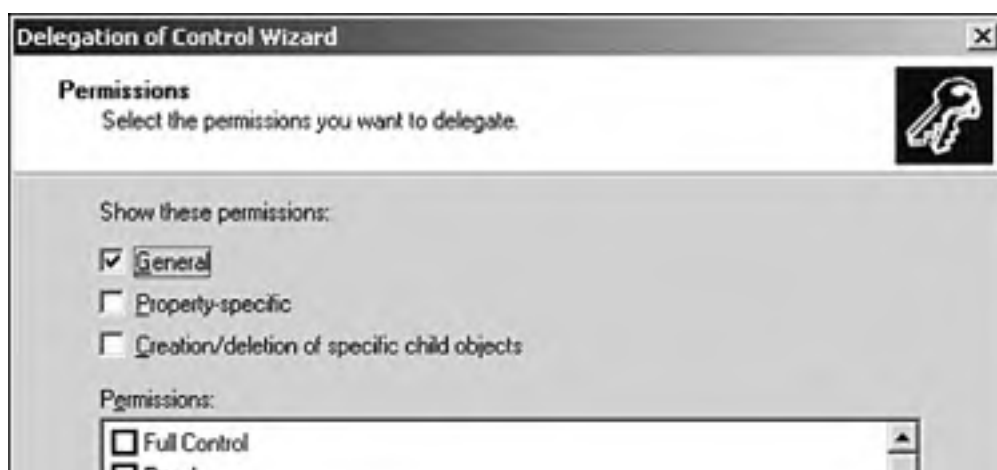 Delegation of Control Wizard
Permissions
Select the permissions you want to delegate.
Show these permissions:
General
Property-specific
Creation/deletion of specific child objects
Permissions:
Full Control